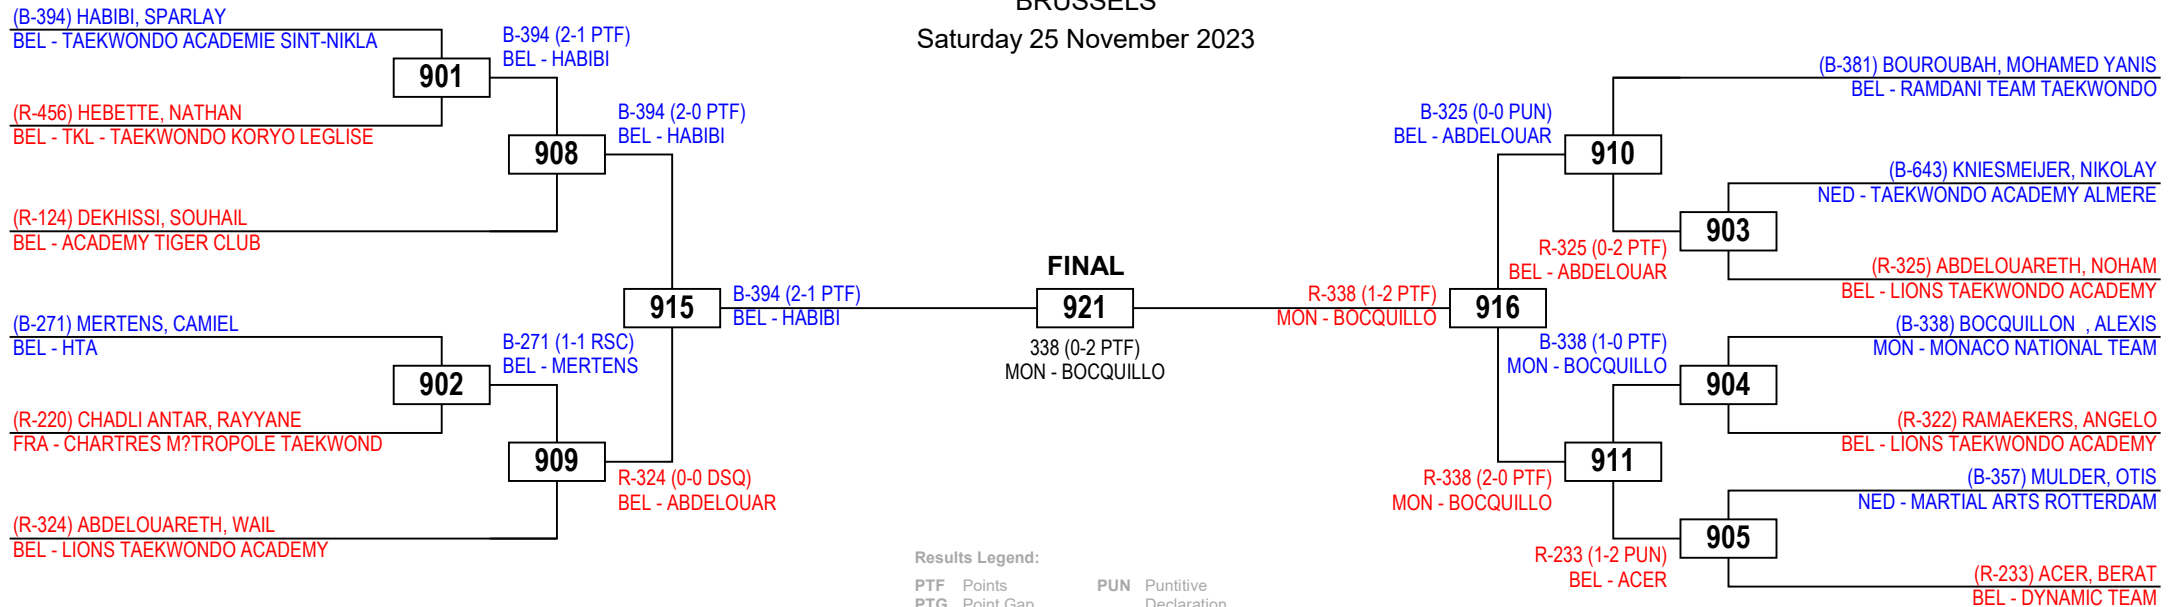 BRUSSELS
Saturday 25 November 2023
(B-394) HABIBI, SPARLAY
BEL - TAEKWONDO ACADEMIE SINT-NIKLA
901
(R-456) HEBETTE, NATHAN
BEL - TKL - TAEKWONDO KORYO LEGLISE
B-394 (2-1 PTF)
BEL - HABIBI
908
(R-124) DEKHISSI, SOUHAIL
BEL - ACADEMY TIGER CLUB
B-394 (2-0 PTF)
BEL - HABIBI
(B-271) MERTENS, CAMIEL
BEL - HTA
902
(R-220) CHADLI ANTAR, RAYYANE
FRA - CHARTRES M?TROPOLE TAEKWOND
B-271 (1-1 RSC)
BEL - MERTENS
909
(R-324) ABDELOUARETH, WAIL
BEL - LIONS TAEKWONDO ACADEMY
R-324 (0-0 DSQ)
BEL - ABDELOUAR
915
B-394 (2-1 PTF)
BEL - HABIBI
FINAL
921
338 (0-2 PTF)
MON - BOCQUILLO
R-338 (1-2 PTF)
MON - BOCQUILLO
916
B-325 (0-0 PUN)
BEL - ABDELOUAR
910
(B-381) BOUROUBAH, MOHAMED YANIS
BEL - RAMDANI TEAM TAEKWONDO
(B-643) KNIESMEIJER, NIKOLAY
NED - TAEKWONDO ACADEMY ALMERE
903
R-325 (0-2 PTF)
BEL - ABDELOUAR
(R-325) ABDELOUARETH, NOHAM
BEL - LIONS TAEKWONDO ACADEMY
(B-338) BOCQUILLON , ALEXIS
MON - MONACO NATIONAL TEAM
B-338 (1-0 PTF)
MON - BOCQUILLO
904
(R-322) RAMAEKERS, ANGELO
BEL - LIONS TAEKWONDO ACADEMY
911
R-338 (2-0 PTF)
MON - BOCQUILLO
(B-357) MULDER, OTIS
NED - MARTIAL ARTS ROTTERDAM
905
R-233 (1-2 PUN)
BEL - ACER
(R-233) ACER, BERAT
BEL - DYNAMIC TEAM
Results Legend:
PTF Points PUN Puntitive
PTG Point Gap Declaration